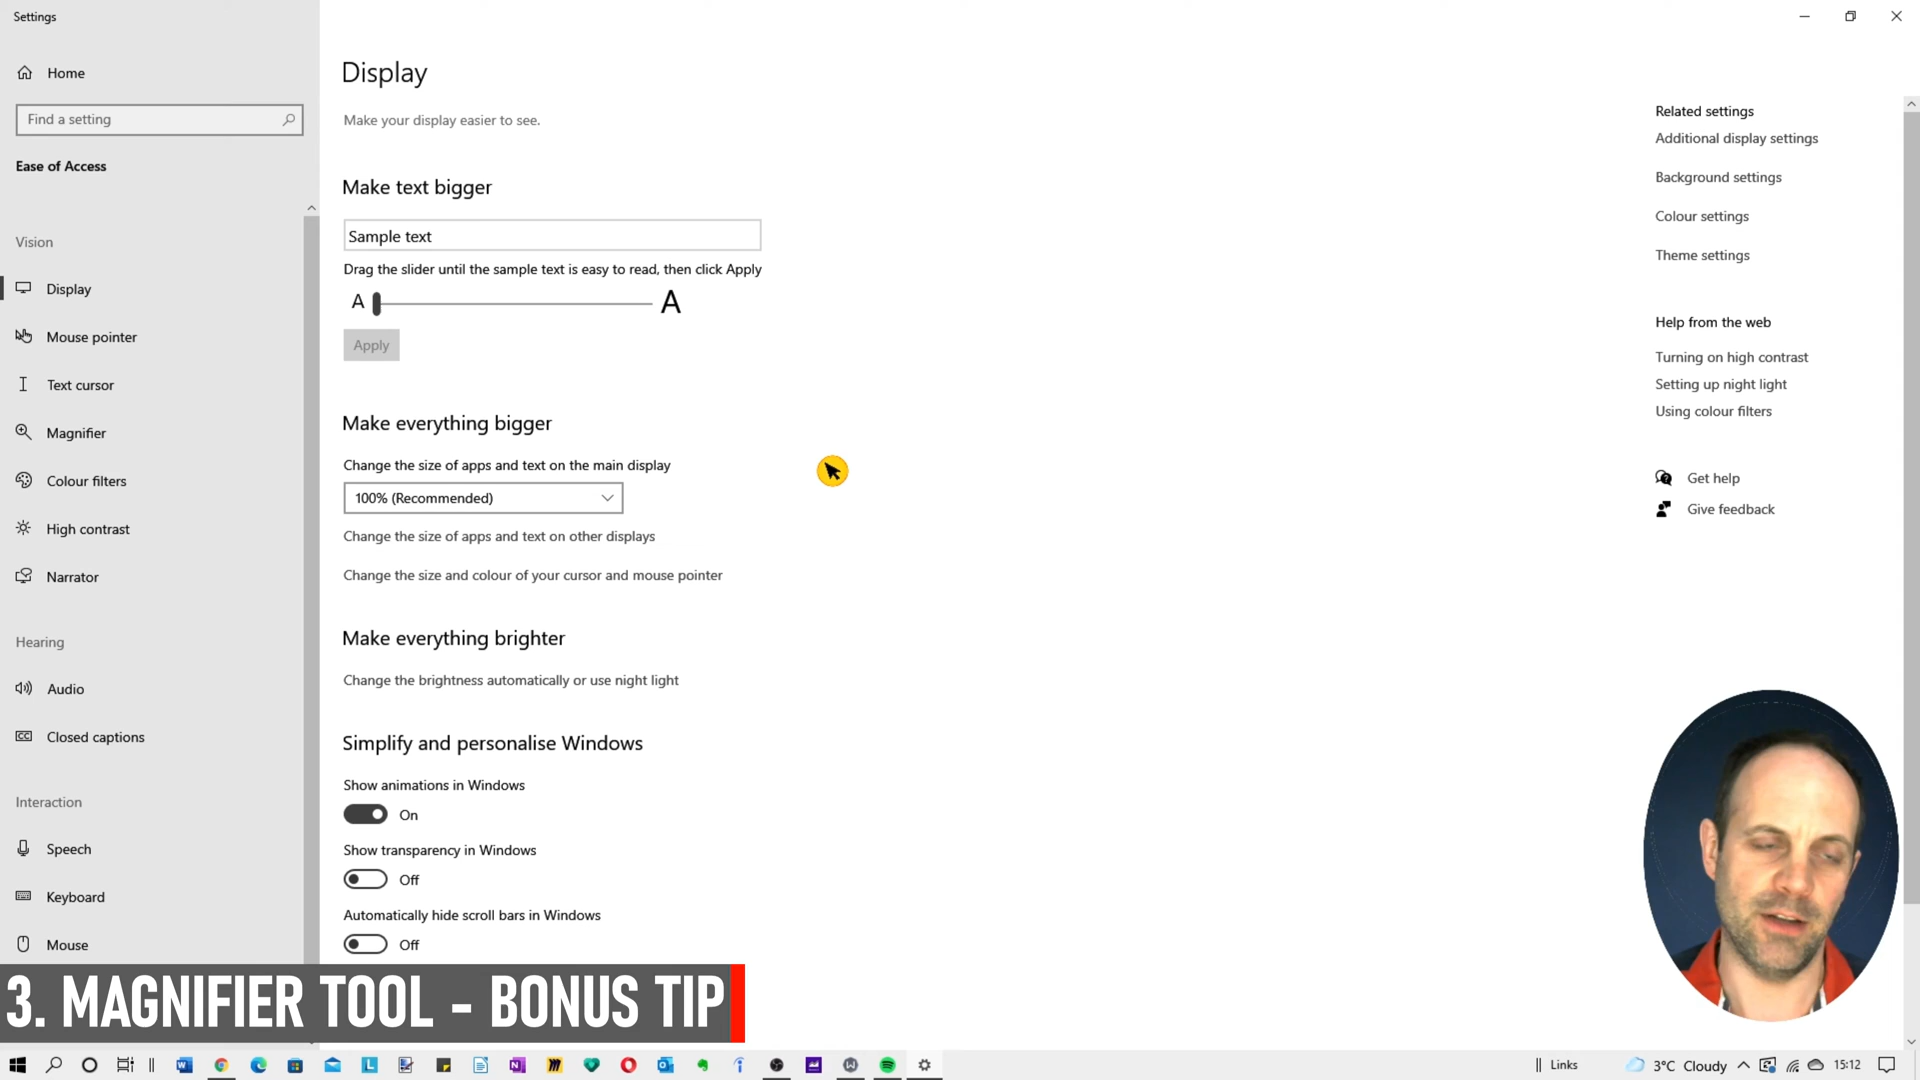 Settings
Home
Find a setting
Ease of Access
Vision
Display
Mouse pointer
Text cursor
Magnifier
Colour filters
High contrast
Narrator
Hearing
Audio
Closed captions
Interaction
Speech
Keyboard
Mouse
Display
Make your display easier to see.
Make text bigger
Sample text
Drag the slider until the sample text is easy to read, then click Apply
A A
Apply
Make everything bigger
Change the size of apps and text on the main display
100% (Recommended)
Change the size of apps and text on other displays
Change the size and colour of your cursor and mouse pointer
Make everything brighter
Change the brightness automatically or use night light
Simplify and personalise Windows
Show animations in Windows
On
Show transparency in Windows
Off
Automatically hide scroll bars in Windows
Off
Related settings
Additional display settings
Background settings
Colour settings
Theme settings
Help from the web
Turning on high contrast
Setting up night light
Using colour filters
Get help
Give feedback
3. MAGNIFIER TOOL - BONUS TIP
Links 3°C Cloudy 15:12